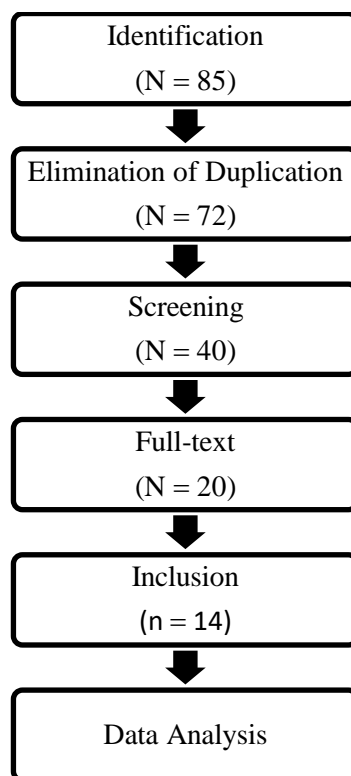 Identification
(N = 85)
Elimination of Duplication
(N = 72)
Screening
(N = 40)
Full-text
(N = 20)
Inclusion
(n = 14)
Data Analysis